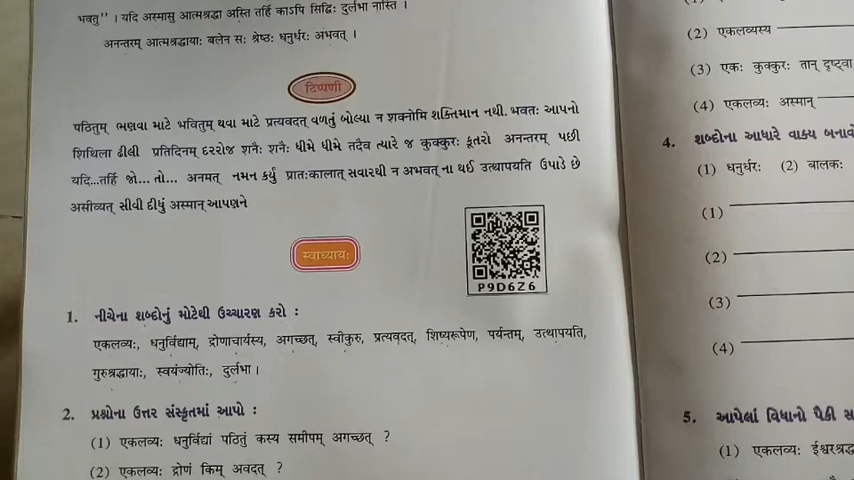 भवतु" । यदि अस्मासु आत्मश्रद्धा अस्ति तर्हि काऽपि सिद्धिः दुर्लभा नास्ति ।
अनन्तरम् आत्मश्रद्धायाः बलेन सः श्रेष्ठः धनुर्धरः अभवत् ।
टिप्पणी
पठितुम् ભણવા માટે भवितुम् થવા માટે प्रत्यवदत् વળતું બોલ્યા न शक्नोमि શક્તિમાન નથી. भवतः આપનો
शिथिला ઢીલી प्रतिदिनम् દરરોજ शनैः शनैः ધીમે ધીમે तदैव ત્યારે જ कुक्कुरः કૂતરો अनन्तरम् પછી
यदि...तर्हि જો... તો... अनमत् નમન કર્યું प्रातःकालात् સવારથી न अभवत् ના થઈ उत्थापयति ઉપાડે છે
असीव्यत् સીવી દીધું अस्मान् આપણને
स्वाध्यायः
P9D6Z6
1. નીચેના શબ્દોનું મોટેથી ઉચ્ચારણ કરો :
एकलव्यः, धनुर्विद्याम्, द्रोणाचार्यस्य, अगच्छत्, स्वीकुरु, प्रत्यवदत्, शिष्यरूपेण, पर्यन्तम्, उत्थापयति,
गुरुश्रद्धायाः, स्वयंज्योतिः, दुर्लभा ।
2. પ્રશ્નોના ઉત્તર સંસ્કૃતમાં આપો :
(1) एकलव्यः धनुर्विद्यां पठितुं कस्य समीपम् अगच्छत् ?
(2) एकलव्यः द्रोणं किम् अवदत् ?
(2) एकलव्यस्य
(3) एकः कुक्कुरः तान् दृष्ट्वा
(4) एकलव्यः अस्मान्
4. શબ્દોના આધારે વાક્ય બનાવો
(1) धनुर्धरः (2) बालकः
(1)
(2)
(3)
(4)
5. આપેલાં વિધાનો પૈકી
(1) एकलव्यः